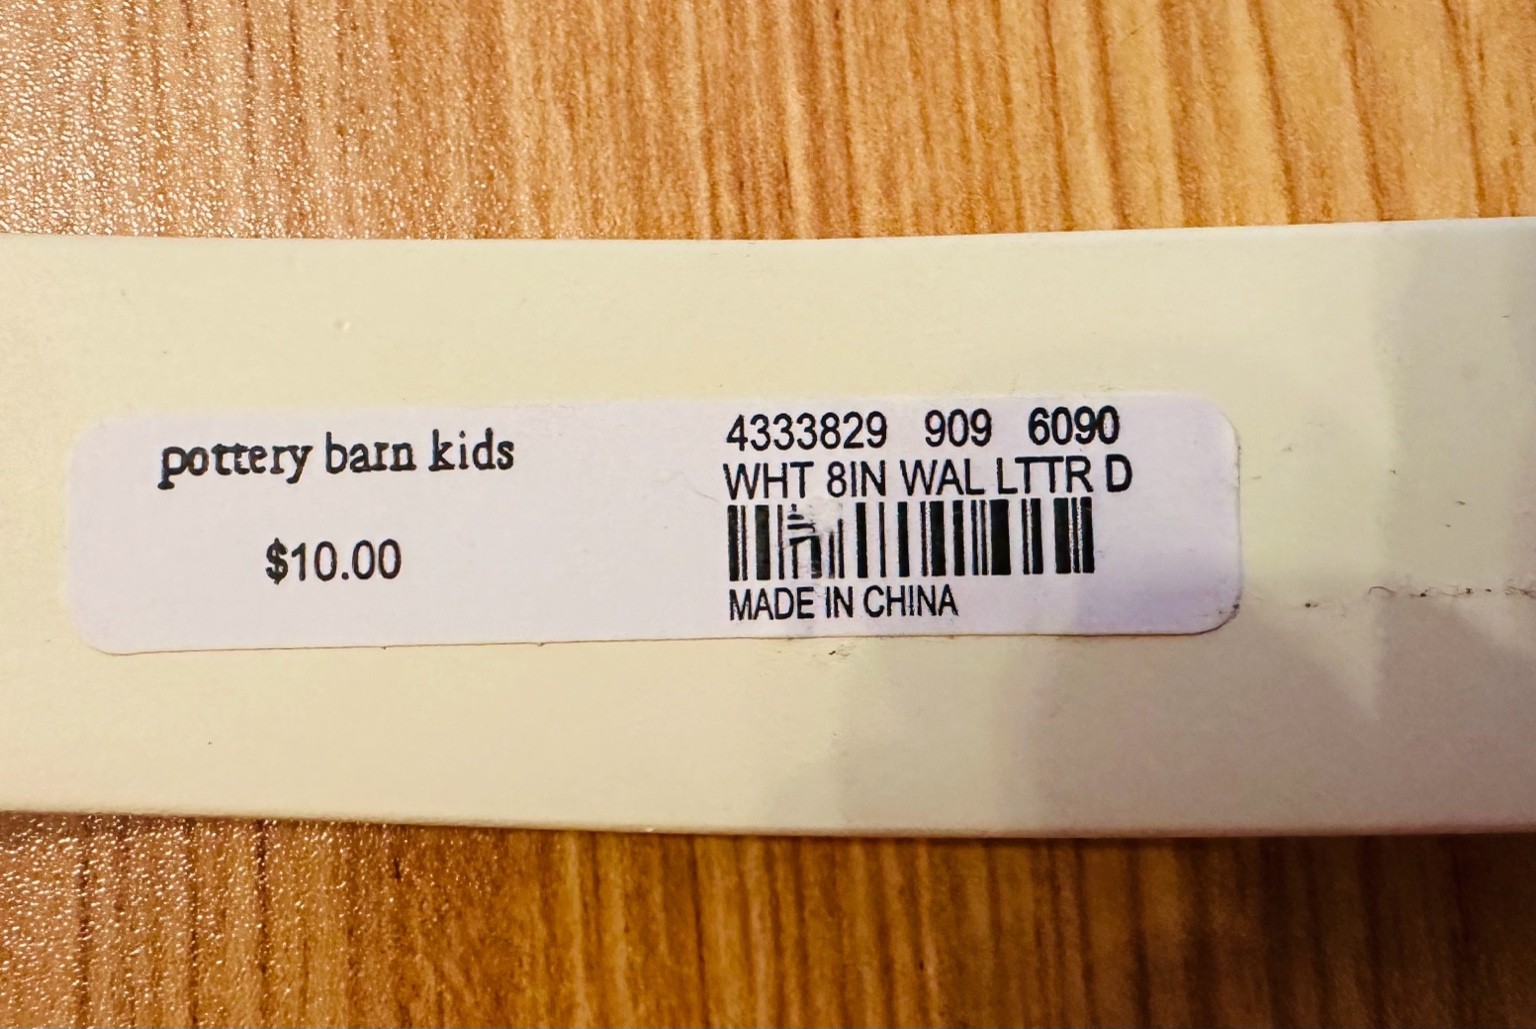 pottery barn kids
$10.00
4333829 909 6090
WHT 8IN WAL LTTR D
MADE IN CHINA